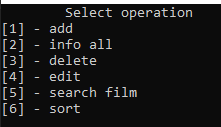 Select operation
[1] - add
[2] - info all
[3] - delete
[4] - edit
[5] - search film
[6] - sort